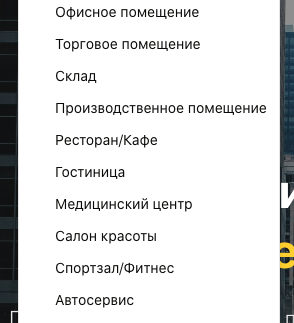 Офисное помещение
Торговое помещение
Склад
Производственное помещение
Ресторан/Кафе
Гостиница
Медицинский центр
Салон красоты
Спортзал/Фитнес
Автосервис